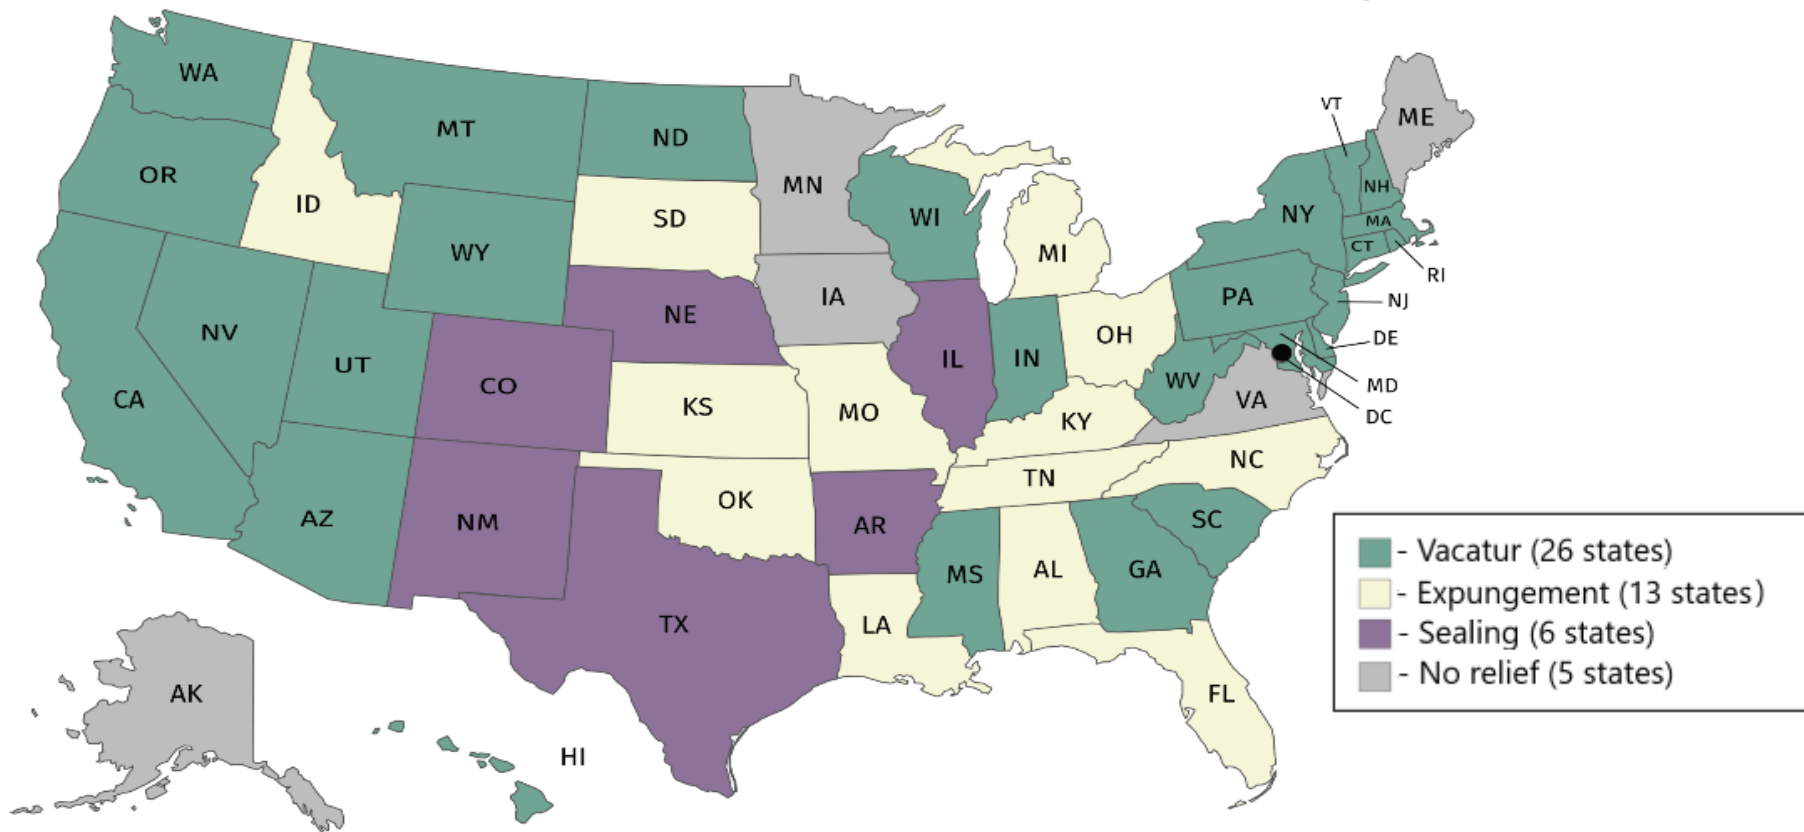 WA
MT
ND
MN
OR
ID
SD
WI
MI
WY
NE
IA
NV
UT
CO
CA
KS
MO
IL
IN
OH
KY
WV
VA
PA
NY
VT
ME
NH
MA
CT
RI
NJ
DE
MD
DC
AZ
NM
OK
AR
TN
NC
SC
MS
AL
GA
TX
LA
FL
AK
HI
- Vacatur (26 states)
- Expungement (13 states)
- Sealing (6 states)
- No relief (5 states)